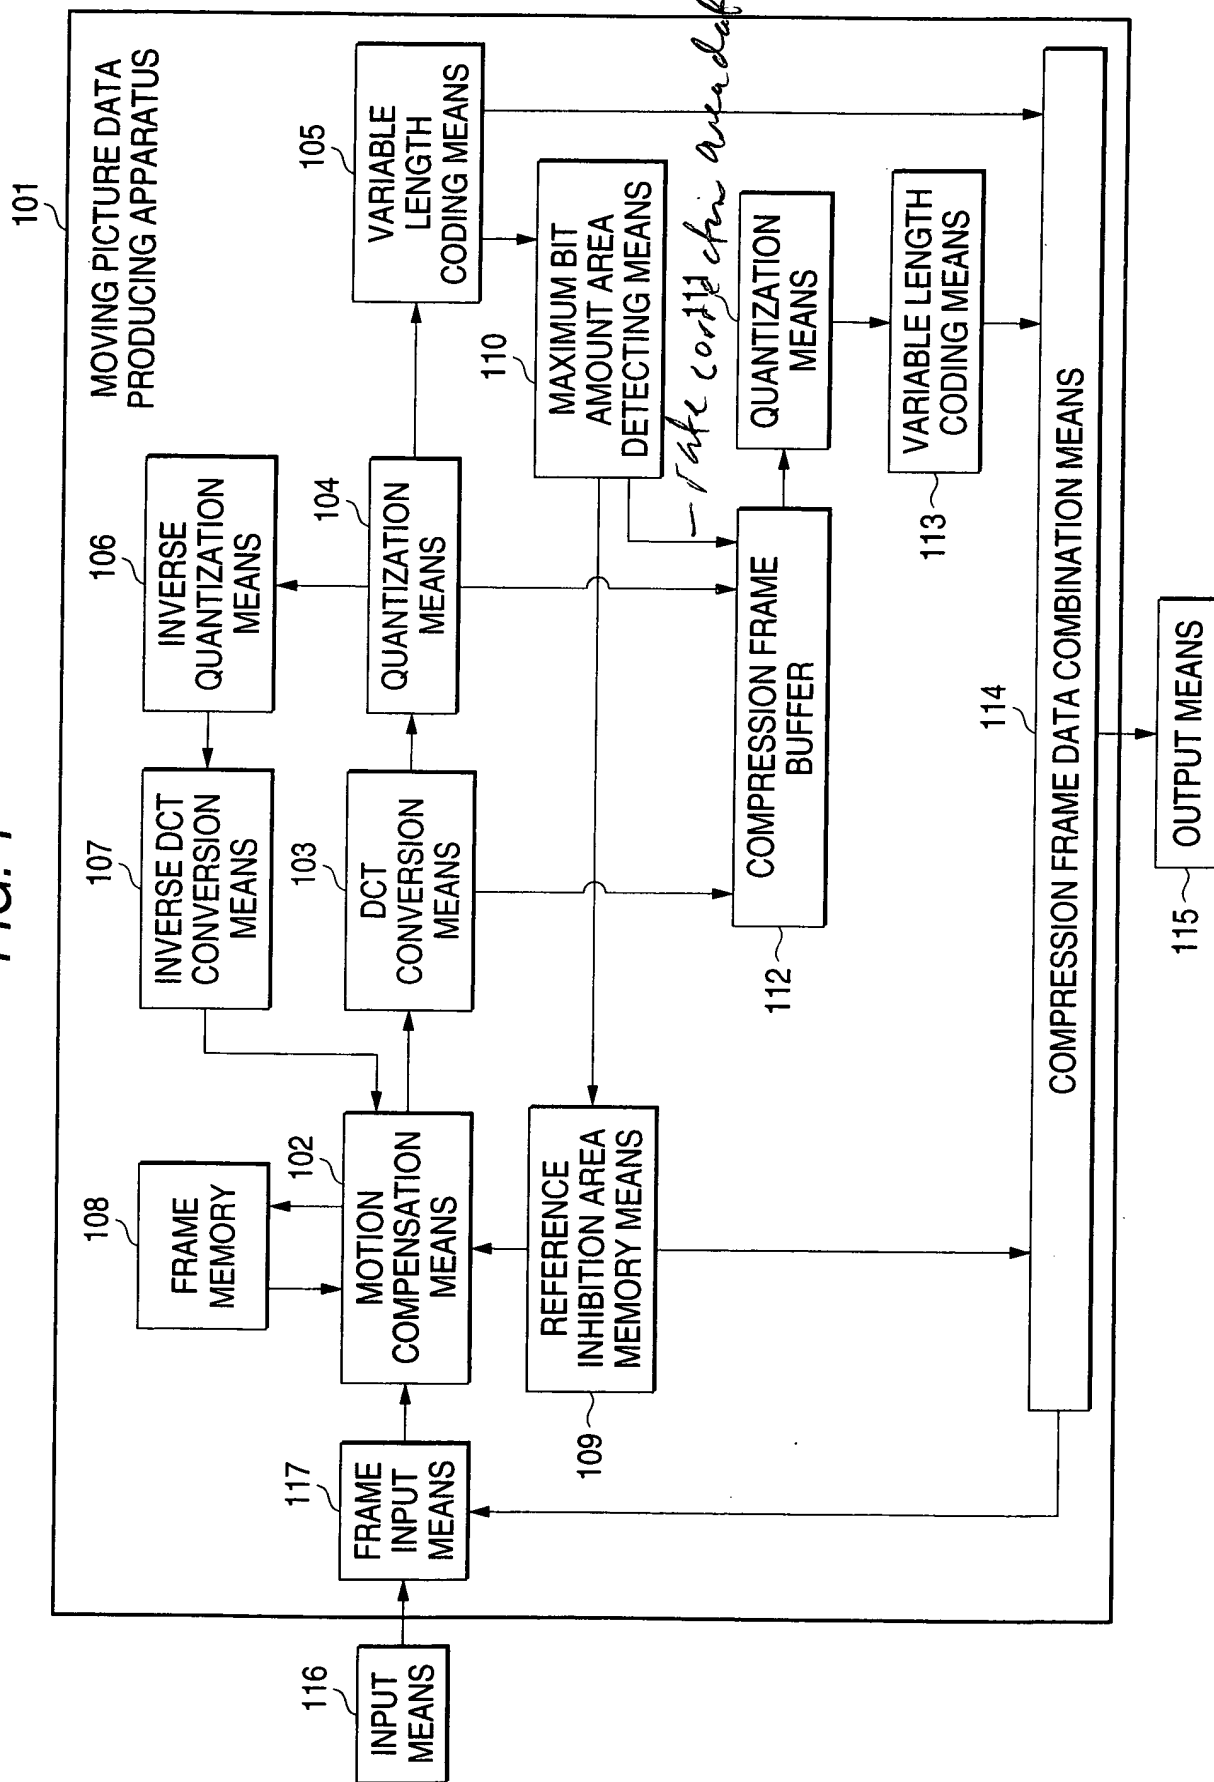 FIG. 1
101
MOVING PICTURE DATA
PRODUCING APPARATUS
116
INPUT
MEANS
117
FRAME
INPUT
MEANS
108
FRAME
MEMORY
102
MOTION
COMPENSATION
MEANS
107
INVERSE DCT
CONVERSION
MEANS
106
INVERSE
QUANTIZATION
MEANS
103
DCT
CONVERSION
MEANS
104
QUANTIZATION
MEANS
105
VARIABLE
LENGTH
CODING MEANS
109
REFERENCE
INHIBITION AREA
MEMORY MEANS
110
MAXIMUM BIT
AMOUNT AREA
DETECTING MEANS
111
QUANTIZATION
MEANS
112
COMPRESSION FRAME
BUFFER
113
VARIABLE LENGTH
CODING MEANS
114
COMPRESSION FRAME DATA COMBINATION MEANS
115
OUTPUT MEANS